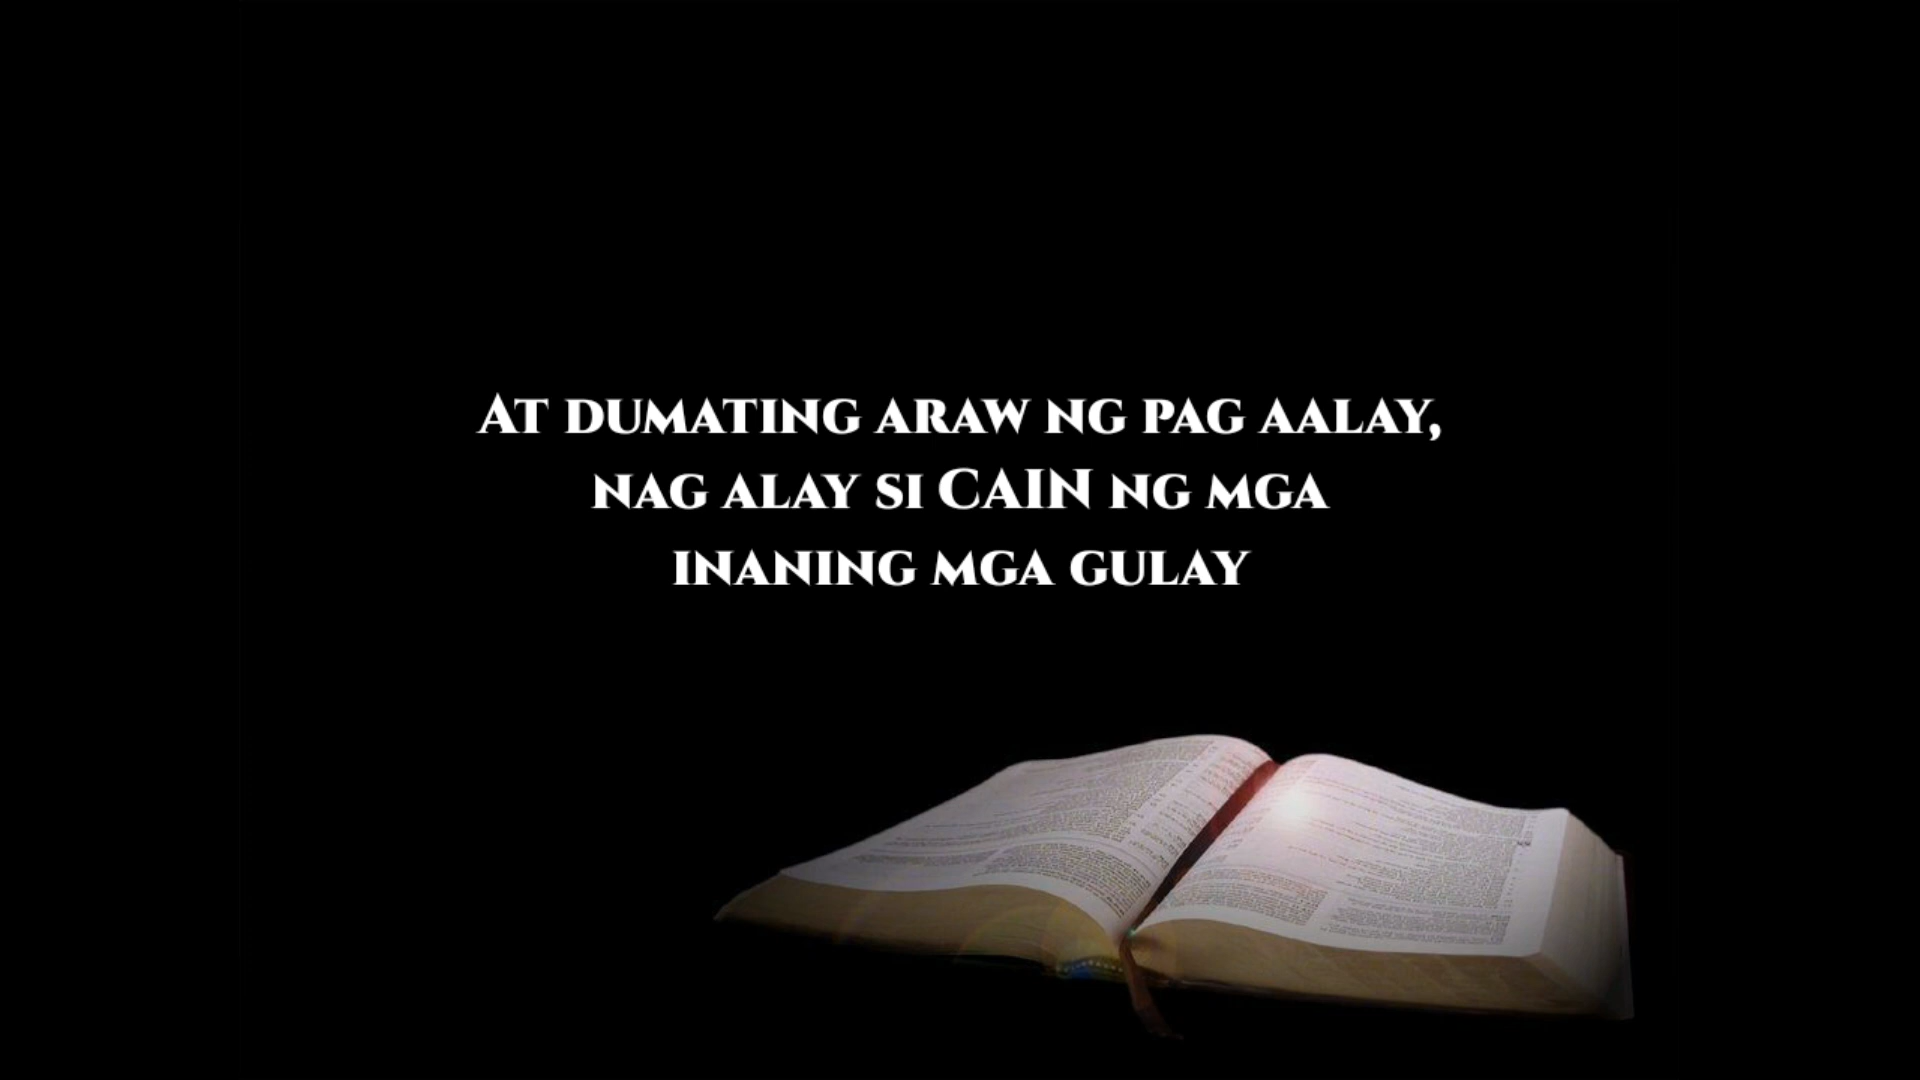 At dumating araw ng pag aalay,
nag alay si CAIN ng mga
inaning mga gulay